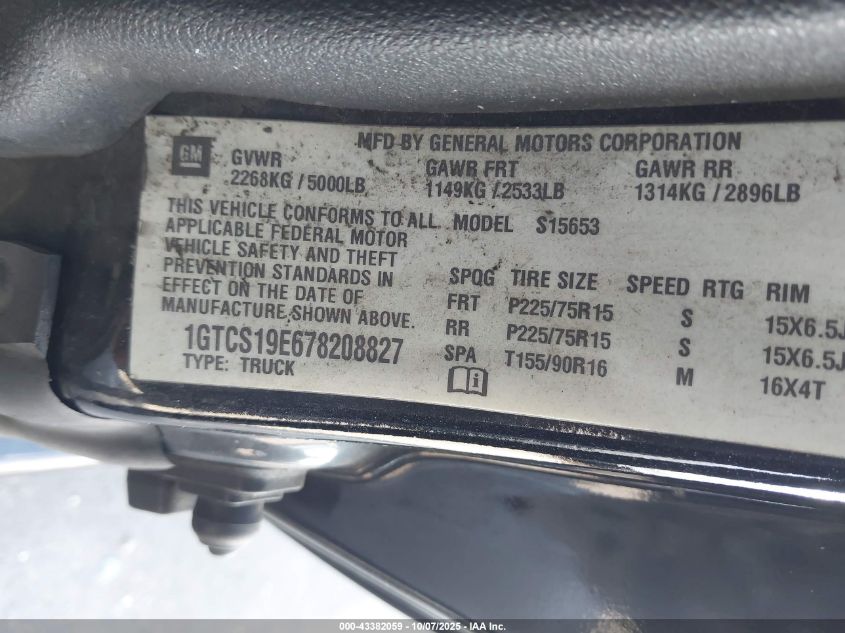 MFD BY GENERAL MOTORS CORPORATION
GM
GVWR GAWR FRT GAWR RR
2268KG / 5000LB 1149KG / 2533LB 1314KG / 2896LB
THIS VEHICLE CONFORMS TO ALL MODEL S15653
APPLICABLE FEDERAL MOTOR
VEHICLE SAFETY AND THEFT
PREVENTION STANDARDS IN
EFFECT ON THE DATE OF
MANUFACTURE SHOWN ABOVE.
1GTCS19E678208827
TYPE: TRUCK
SPQG TIRE SIZE SPEED RTG RIM
FRT P225/75R15 S 15X6.5J
RR P225/75R15 S 15X6.5J
SPA T155/90R16 M 16X4T
000-43382059 - 10/07/2025 - IAA Inc.